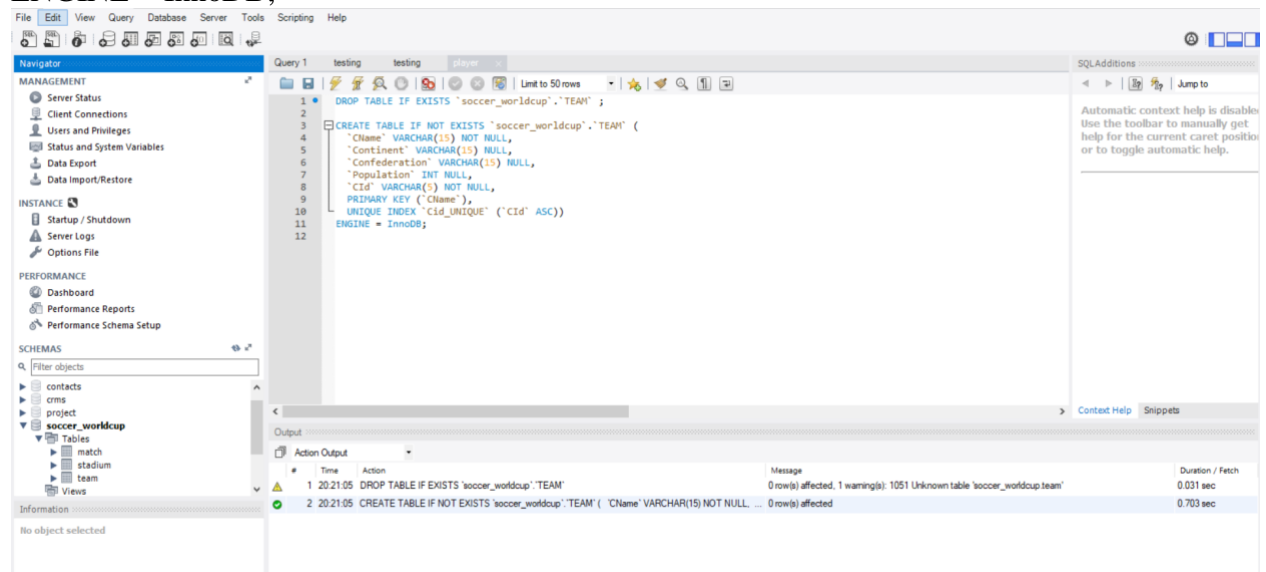 ENGINE = InnoDB;
File Edit View Query Database Server Tools Scripting Help
Navigator
MANAGEMENT
Server Status
Client Connections
Users and Privileges
Status and System Variables
Data Export
Data Import/Restore
INSTANCE
Startup / Shutdown
Server Logs
Options File
PERFORMANCE
Dashboard
Performance Reports
Performance Schema Setup
SCHEMAS
Filter objects
contacts
crms
project
soccer_worldcup
Tables
match
stadium
team
Views
Information
No object selected
Query 1 testing testing player ×
Limit to 50 rows
1 DROP TABLE IF EXISTS `soccer_worldcup`.`TEAM` ;
2
3 CREATE TABLE IF NOT EXISTS `soccer_worldcup`.`TEAM` (
4 `CName` VARCHAR(15) NOT NULL,
5 `Continent` VARCHAR(15) NULL,
6 `Confederation` VARCHAR(15) NULL,
7 `Population` INT NULL,
8 `CId` VARCHAR(5) NOT NULL,
9 PRIMARY KEY (`CName`),
10 UNIQUE INDEX `Cid_UNIQUE` (`CId` ASC))
11 ENGINE = InnoDB;
12
Output
Action Output
# Time Action Message Duration / Fetch
1 20:21:05 DROP TABLE IF EXISTS `soccer_worldcup`.`TEAM` 0 row(s) affected, 1 warning(s): 1051 Unknown table 'soccer_worldcup.team' 0.031 sec
2 20:21:05 CREATE TABLE IF NOT EXISTS `soccer_worldcup`.`TEAM` ( `CName` VARCHAR(15) NOT NULL, ... 0 row(s) affected 0.703 sec
SQLAdditions
Jump to
Automatic context help is disable
Use the toolbar to manually get
help for the current caret positio
or to toggle automatic help.
Context Help Snippets